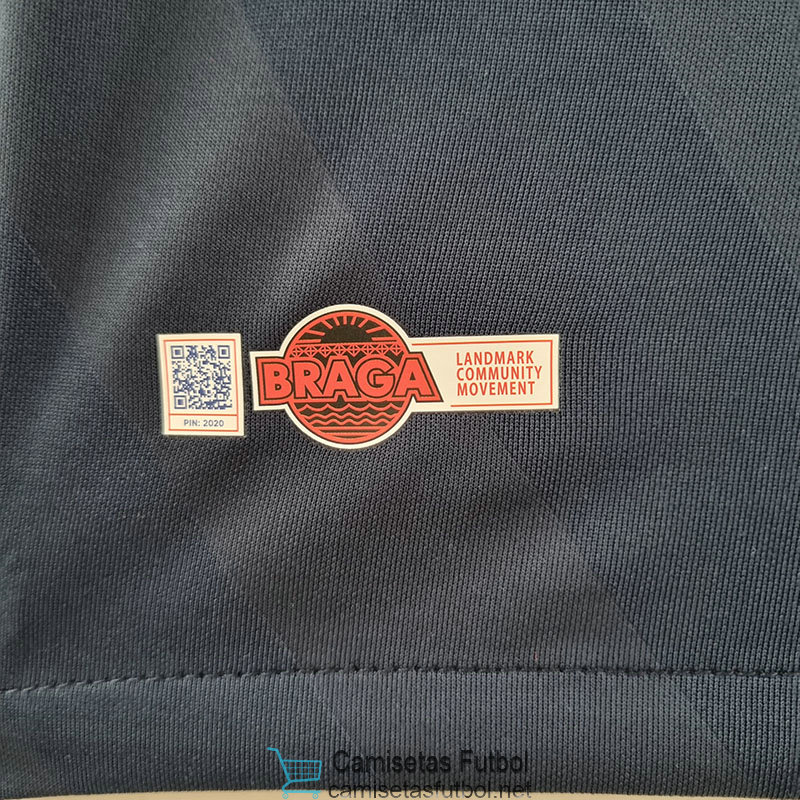 PIN: 2020
BRAGA
LANDMARK
COMMUNITY
MOVEMENT
Camisetas Futbol
camisetasfutbol.net